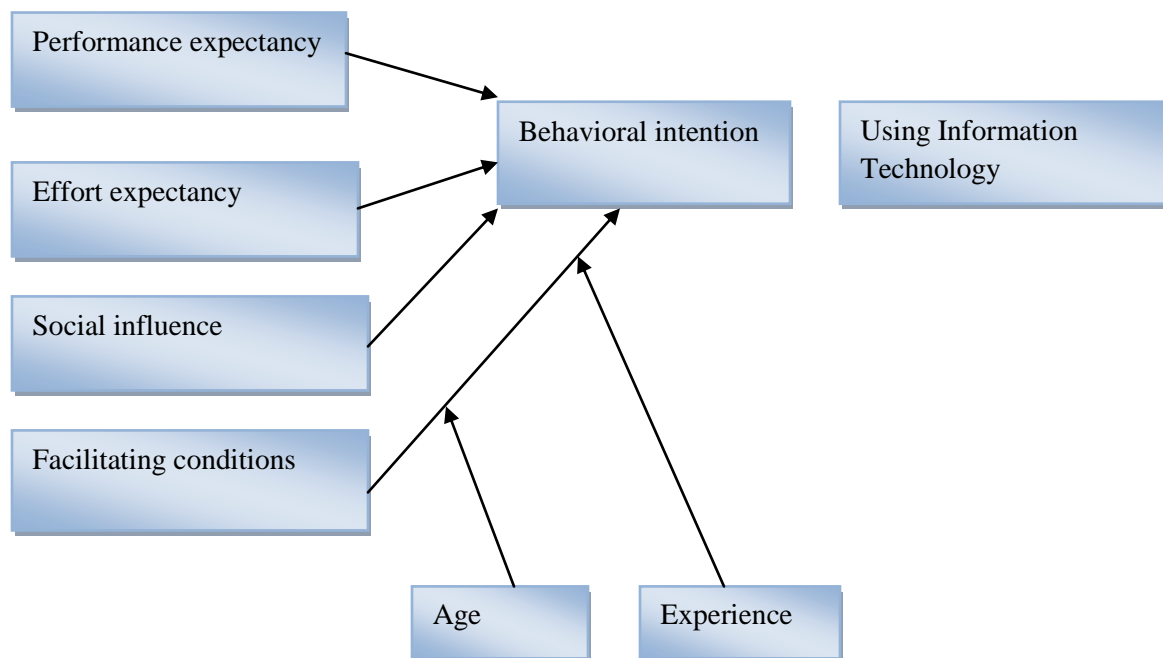 Performance expectancy
Behavioral intention
Using Information
Technology
Effort expectancy
Social influence
Facilitating conditions
Age
Experience